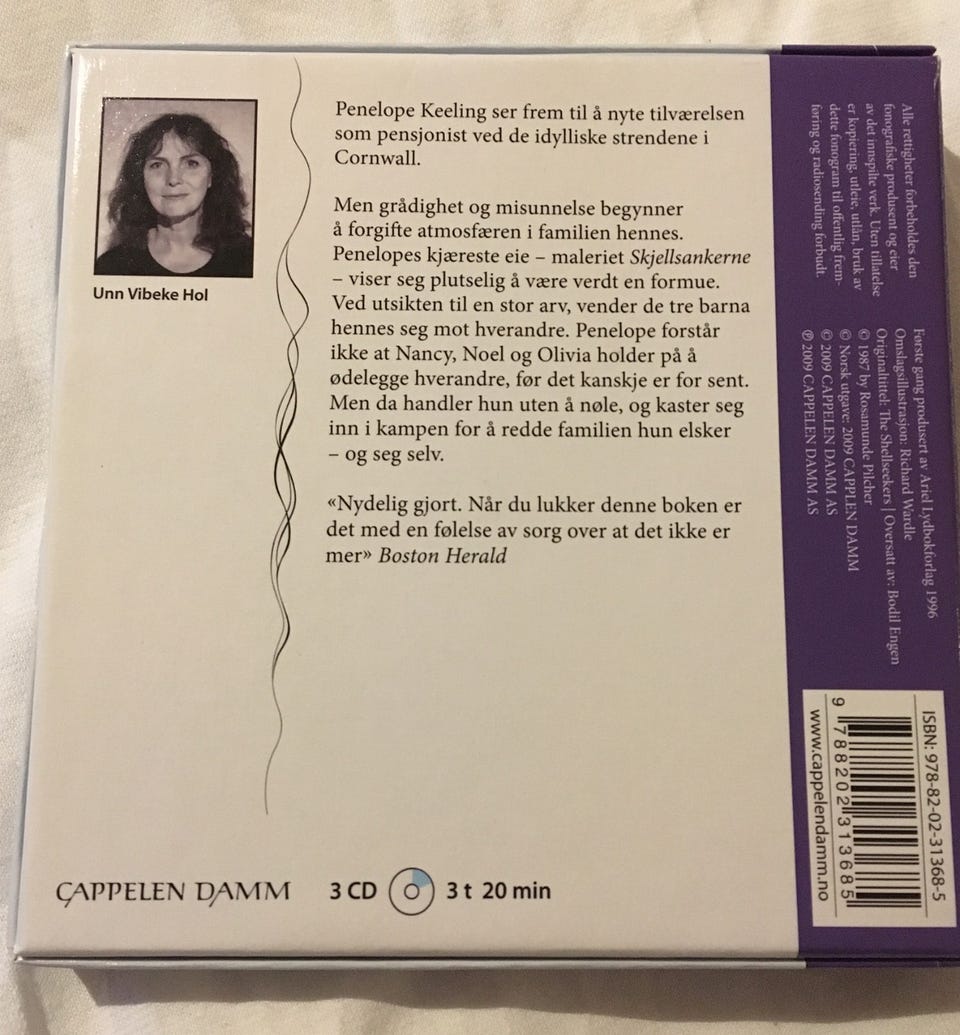 Unn Vibeke Hol
Penelope Keeling ser frem til å nyte tilværelsen
som pensjonist ved de idylliske strendene i
Cornwall.
Men grådighet og misunnelse begynner
å forgifte atmosfæren i familien hennes.
Penelopes kjæreste eie – maleriet Skjellsankerne
– viser seg plutselig å være verdt en formue.
Ved utsikten til en stor arv, vender de tre barna
hennes seg mot hverandre. Penelope forstår
ikke at Nancy, Noel og Olivia holder på å
ødelegge hverandre, før det kanskje er for sent.
Men da handler hun uten å nøle, og kaster seg
inn i kampen for å redde familien hun elsker
– og seg selv.
«Nydelig gjort. Når du lukker denne boken er
det med en følelse av sorg over at det ikke er
mer» Boston Herald
CAPPELEN DAMM
3 CD 3 t 20 min
Alle rettigheter forbeholdes den
fonografiske produsent og eier
av det innspilte verk. Uten tillatelse
er kopiering, utleie, utlån, bruk av
dette fonogram til offentlig frem-
føring og radiosending forbudt.
Første gang produsert av Ariel Lydbokforlag 1996
Omslagsillustrasjon: Richard Wardle
Originaltittel: The Shellseekers | Oversatt av: Bodil Engen
© 1987 by Rosamunde Pilcher
© Norsk utgave: 2009 CAPPLEN DAMM
© 2009 CAPPELEN DAMM AS
℗ 2009 CAPPELEN DAMM AS
ISBN: 978-82-02-31368-5
9 788202 313685
www.cappelendamm.no